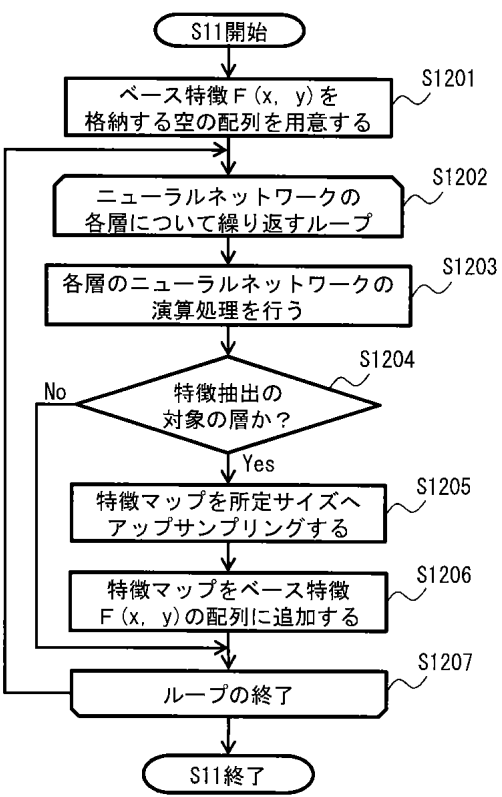 S11開始
ベース特徴F(x, y)を
格納する空の配列を用意する
S1201
ニューラルネットワークの
各層について繰り返すループ
S1202
各層のニューラルネットワークの
演算処理を行う
S1203
特徴抽出の
対象の層か？
S1204
No
Yes
特徴マップを所定サイズへ
アップサンプリングする
S1205
特徴マップをベース特徴
F(x, y)の配列に追加する
S1206
ループの終了
S1207
S11終了